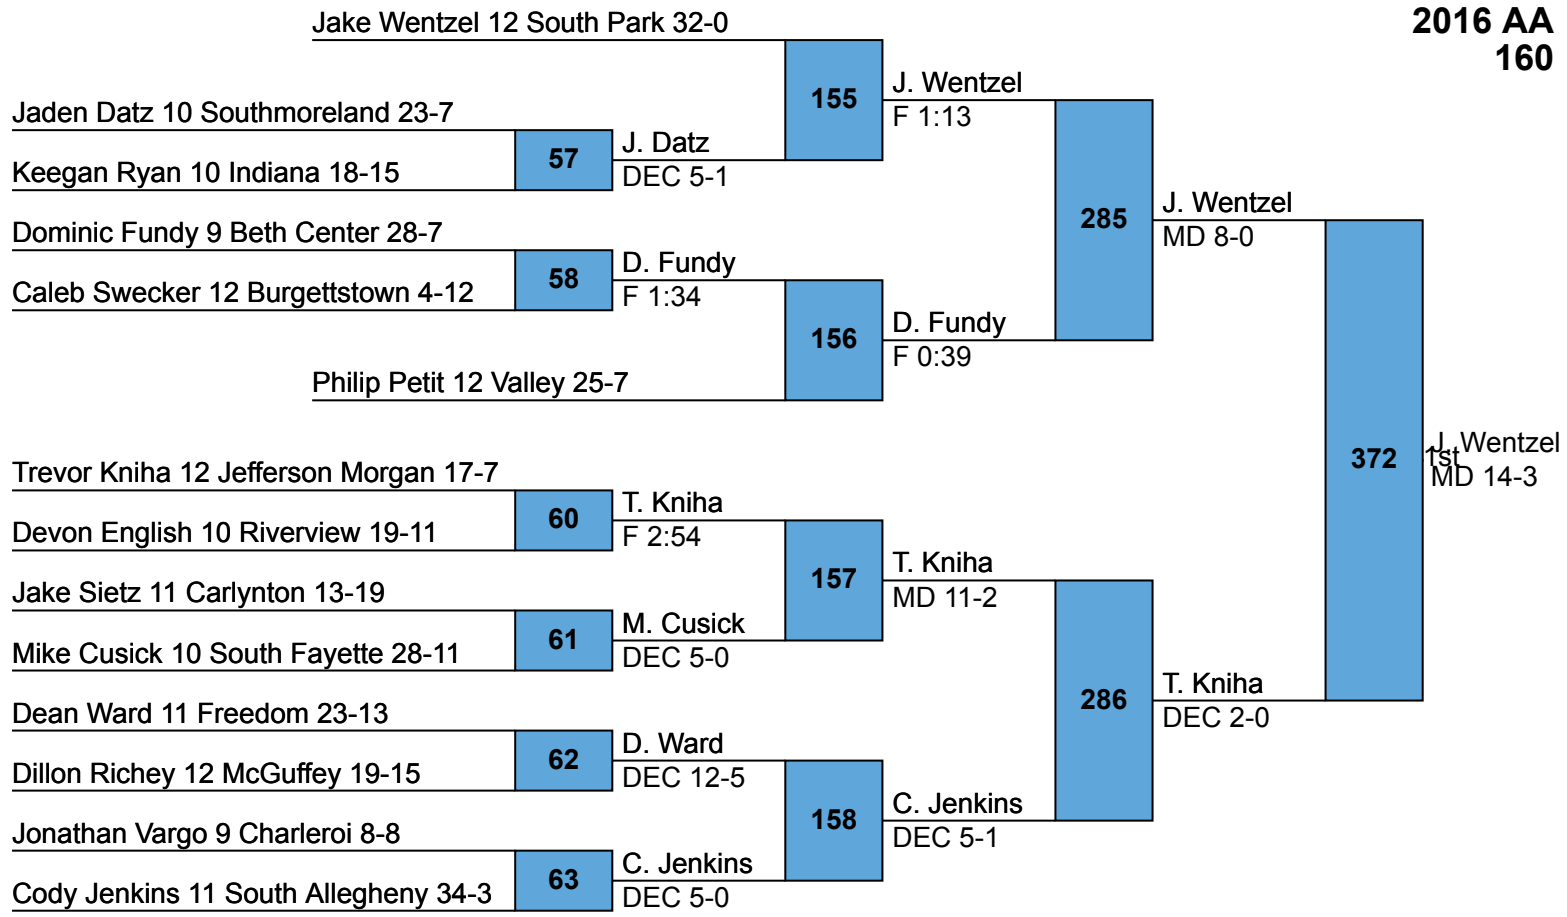 2016 AA
160
Jake Wentzel 12 South Park 32-0
155
J. Wentzel
F 1:13
Jaden Datz 10 Southmoreland 23-7
57
J. Datz
DEC 5-1
Keegan Ryan 10 Indiana 18-15
285
J. Wentzel
MD 8-0
Dominic Fundy 9 Beth Center 28-7
58
D. Fundy
F 1:34
Caleb Swecker 12 Burgettstown 4-12
156
D. Fundy
F 0:39
Philip Petit 12 Valley 25-7
372
1st
J. Wentzel
MD 14-3
Trevor Kniha 12 Jefferson Morgan 17-7
60
T. Kniha
F 2:54
Devon English 10 Riverview 19-11
157
T. Kniha
MD 11-2
Jake Sietz 11 Carlynton 13-19
61
M. Cusick
DEC 5-0
Mike Cusick 10 South Fayette 28-11
286
T. Kniha
DEC 2-0
Dean Ward 11 Freedom 23-13
62
D. Ward
DEC 12-5
Dillon Richey 12 McGuffey 19-15
158
C. Jenkins
DEC 5-1
Jonathan Vargo 9 Charleroi 8-8
63
C. Jenkins
DEC 5-0
Cody Jenkins 11 South Allegheny 34-3